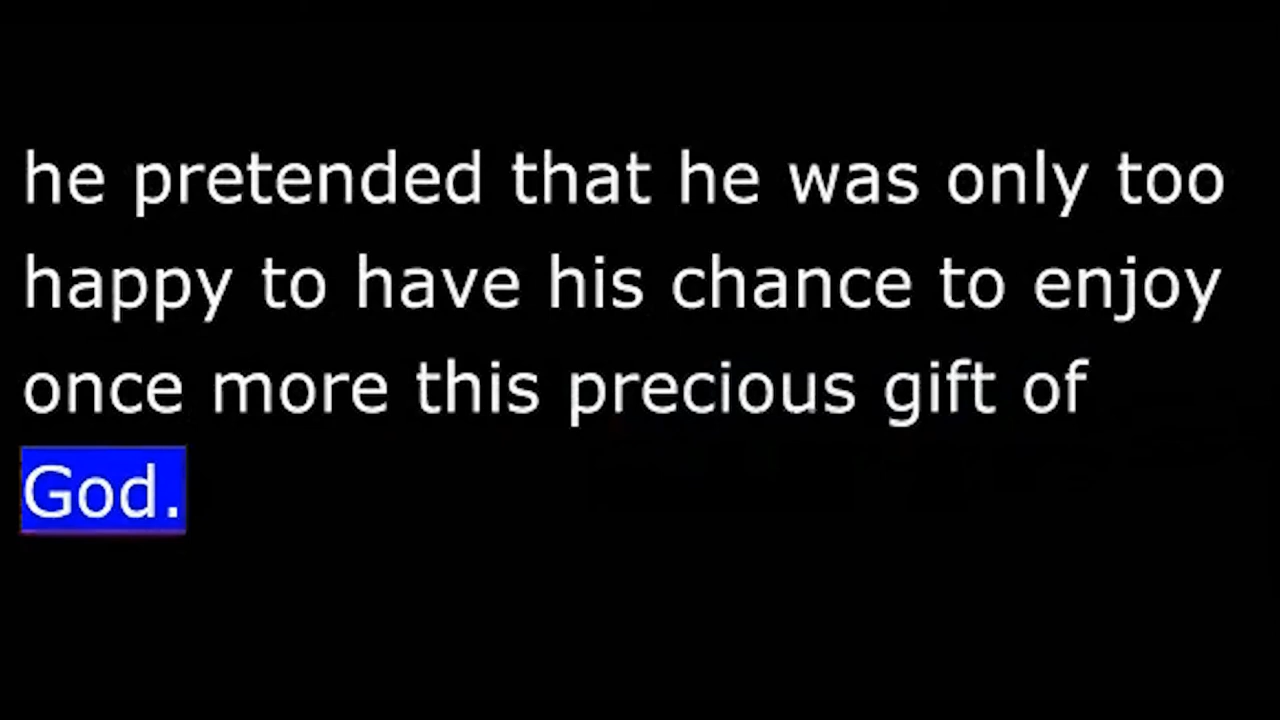 he pretended that he was only too
happy to have his chance to enjoy
once more this precious gift of
God.